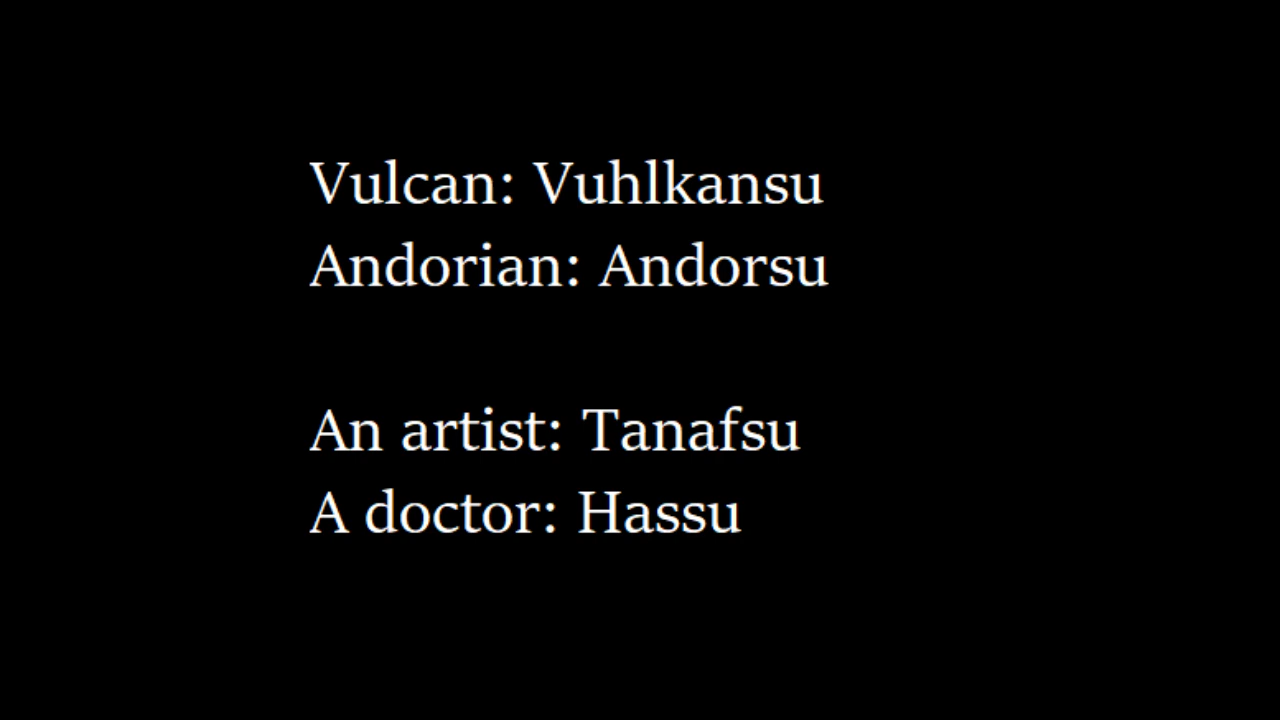 Vulcan: Vuhlkansu
Andorian: Andorsu
An artist: Tanafsu
A doctor: Hassu